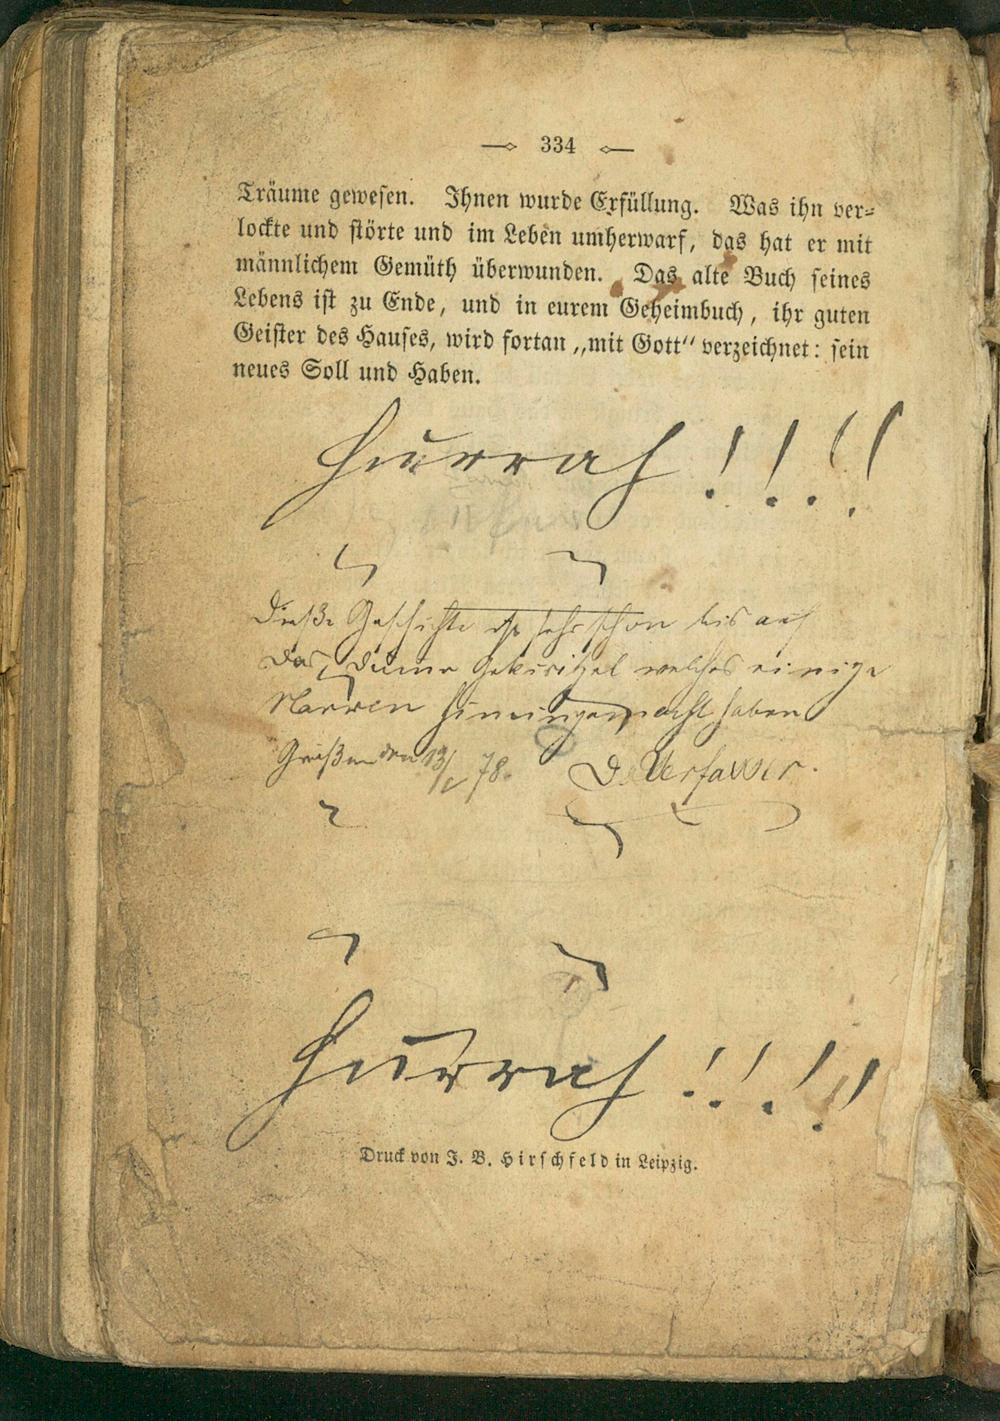 334
Träume gewesen. Ihnen wurde Erfüllung. Was ihn ver-
lockte und störte und im Leben umherwarf, das hat er mit
männlichem Gemüth überwunden. Das alte Buch seines
Lebens ist zu Ende, und in eurem Geheimbuch, ihr guten
Geister des Hauses, wird fortan „mit Gott“ verzeichnet: sein
neues Soll und Haben.
Hurrah!!!!
Dieße Geschichte ist sehr schön bis auf
das dume Gekritzel welches einige
Narren hineingemacht haben
den 13/ 78. Verfasser.
Hurrah!!!!
Druck von J. B. Hirschfeld in Leipzig.